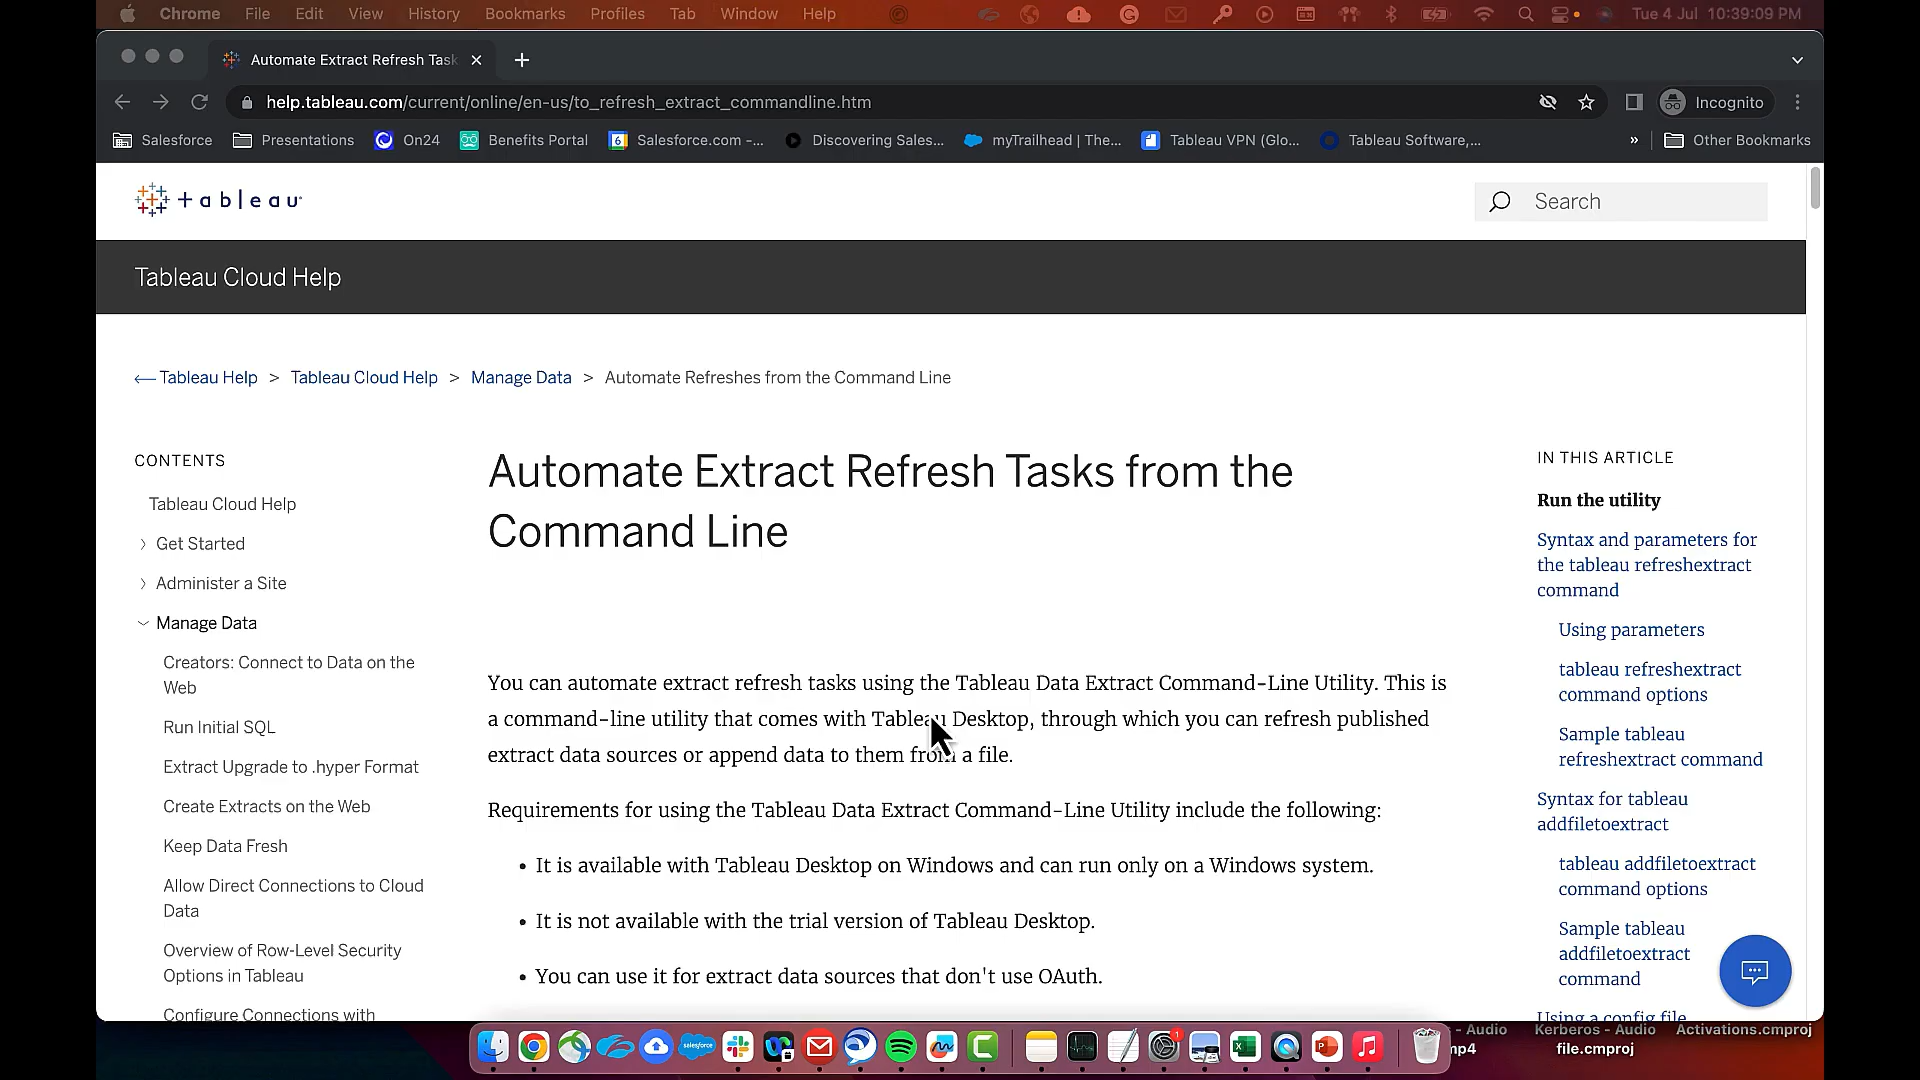 Chrome File Edit View History Bookmarks Profiles Tab Window Help Tue 4 Jul 10:39:09 PM
Automate Extract Refresh Task
help.tableau.com/current/online/en-us/to_refresh_extract_commandline.htm Incognito
Salesforce Presentations On24 Benefits Portal Salesforce.com -... Discovering Sales... myTrailhead | The... Tableau VPN (Glo... Tableau Software,... » Other Bookmarks
+ableau
Search
Tableau Cloud Help
Tableau Help > Tableau Cloud Help > Manage Data > Automate Refreshes from the Command Line
CONTENTS
Tableau Cloud Help
Get Started
Administer a Site
Manage Data
Creators: Connect to Data on the
Web
Run Initial SQL
Extract Upgrade to .hyper Format
Create Extracts on the Web
Keep Data Fresh
Allow Direct Connections to Cloud
Data
Overview of Row-Level Security
Options in Tableau
Configure Connections with
Automate Extract Refresh Tasks from the
Command Line
You can automate extract refresh tasks using the Tableau Data Extract Command-Line Utility. This is
a command-line utility that comes with Tableau Desktop, through which you can refresh published
extract data sources or append data to them from a file.
Requirements for using the Tableau Data Extract Command-Line Utility include the following:
• It is available with Tableau Desktop on Windows and can run only on a Windows system.
• It is not available with the trial version of Tableau Desktop.
• You can use it for extract data sources that don't use OAuth.
IN THIS ARTICLE
Run the utility
Syntax and parameters for
the tableau refreshextract
command
Using parameters
tableau refreshextract
command options
Sample tableau
refreshextract command
Syntax for tableau
addfiletoextract
tableau addfiletoextract
command options
Sample tableau
addfiletoextract
command
Using a config file
- Audio Kerberos - Audio Activations.cmproj
mp4 file.cmproj
salesforce
1